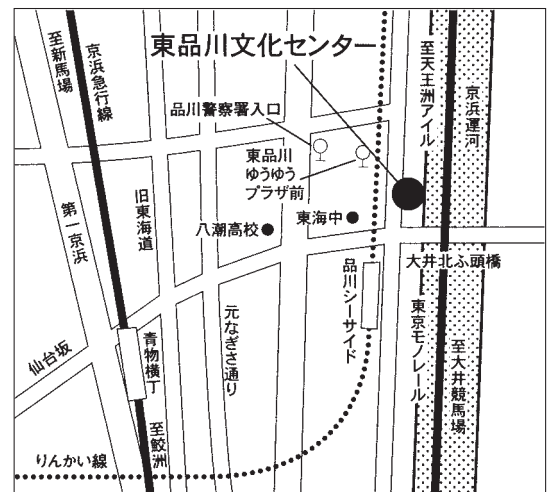 東品川文化センター
至新馬場
京浜急行線
至天王洲アイル
京浜運河
品川警察署入口
東品川
ゆうゆう
プラザ前
第一京浜
旧東海道
八潮高校
東海中
大井北ふ頭橋
品川シーサイド
東京モノレール
元なぎさ通り
仙台坂
青物横丁
至大井競馬場
至鮫洲
りんかい線